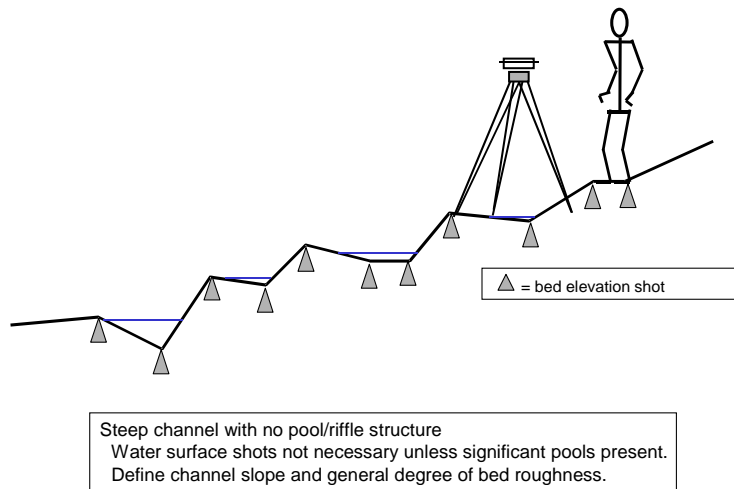 = bed elevation shot
Steep channel with no pool/riffle structure
Water surface shots not necessary unless significant pools present.
Define channel slope and general degree of bed roughness.